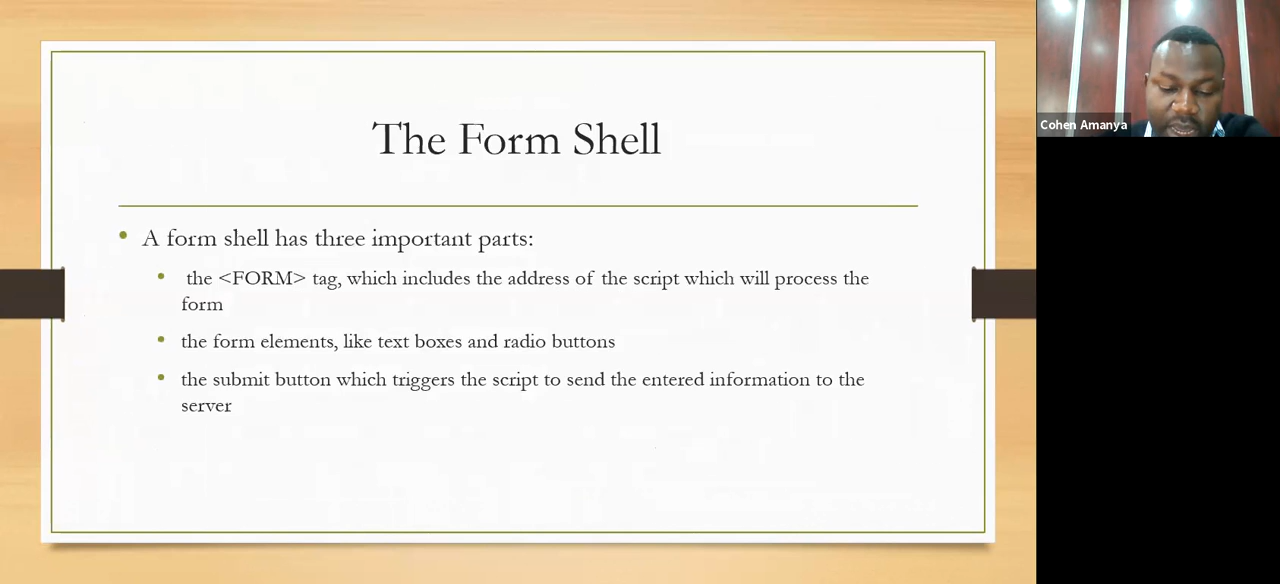 The Form Shell
A form shell has three important parts:
the <FORM> tag, which includes the address of the script which will process the
form
the form elements, like text boxes and radio buttons
the submit button which triggers the script to send the entered information to the
server
Cohen Amanya